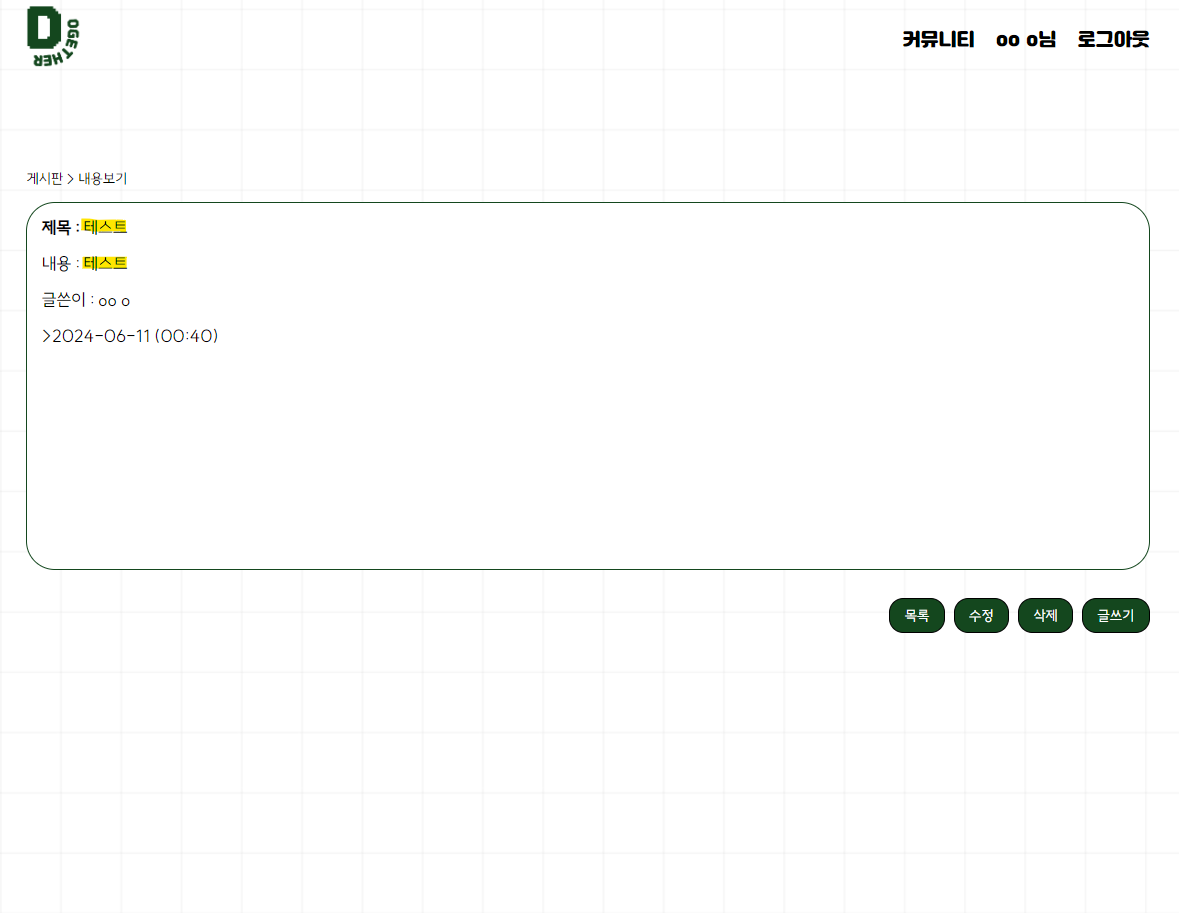 DOGETHER
커뮤니티 oo o님 로그아웃
게시판 > 내용보기
제목 : 테스트
내용 : 테스트
글쓴이 : oo o
>2024-06-11 (00:40)
목록 수정 삭제 글쓰기